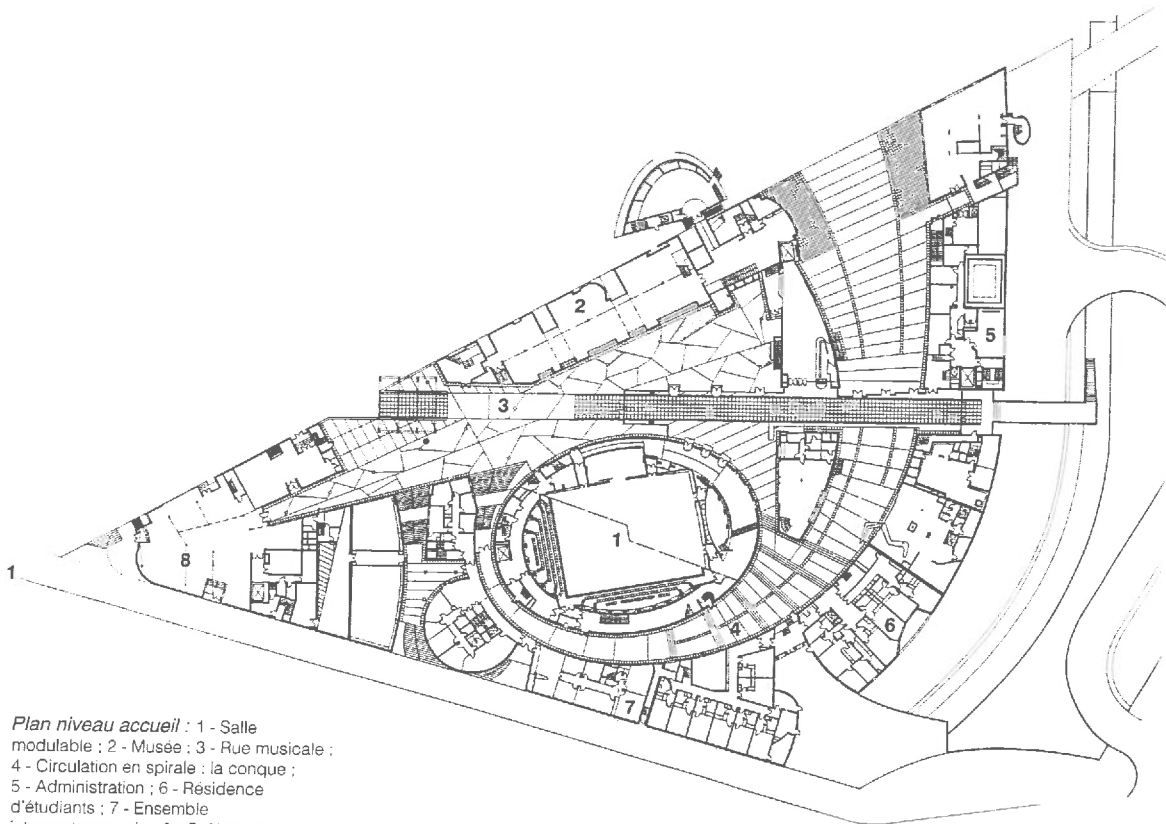 2
5
3
1
8
1
4
6
7
Plan niveau accueil : 1 - Salle
modulable ; 2 - Musée ; 3 - Rue musicale ;
4 - Circulation en spirale : la conque ;
5 - Administration ; 6 - Résidence
d'étudiants ; 7 - Ensemble